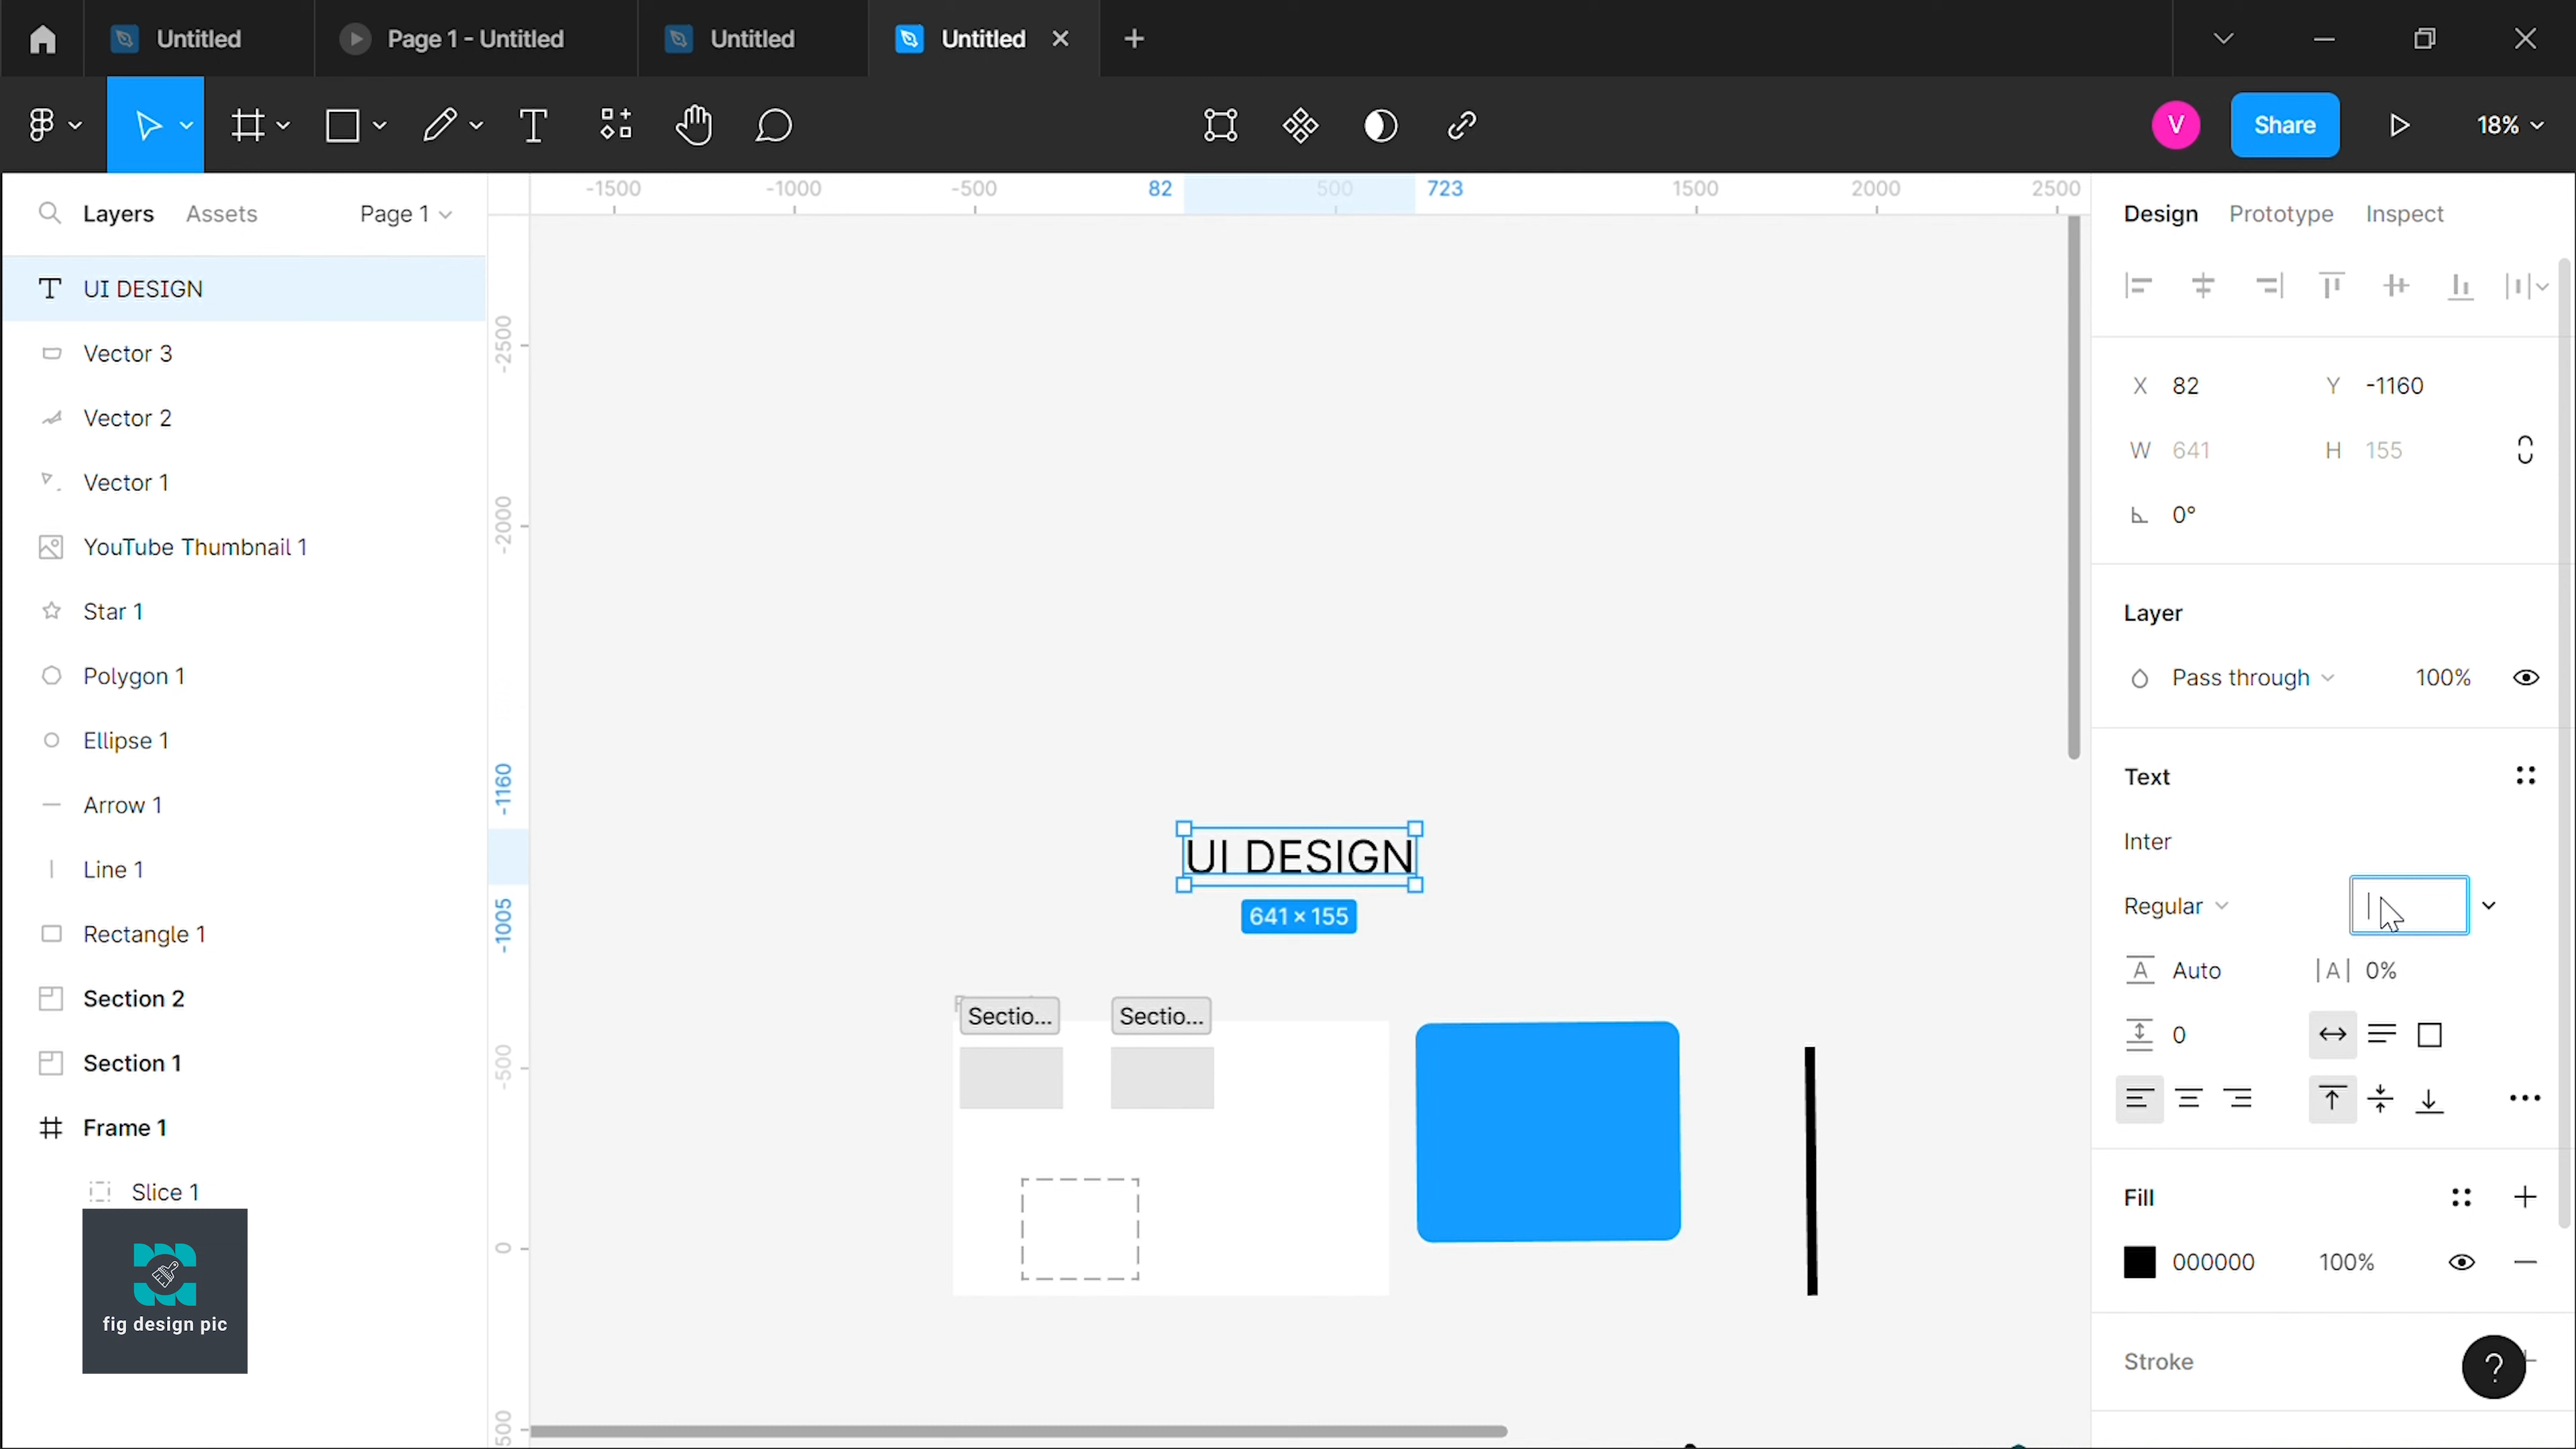 Untitled
Page 1 - Untitled
Untitled
Untitled
V
Share
18%
Layers
Assets
Page 1
UI DESIGN
Vector 3
Vector 2
Vector 1
YouTube Thumbnail 1
Star 1
Polygon 1
Ellipse 1
Arrow 1
Line 1
Rectangle 1
Section 2
Section 1
Frame 1
Slice 1
fig design pic
-1500 -1000 -500 82 500 723 1500 2000 2500
-2500
-2000
-1160
-1005
-500
0
500
UI DESIGN
641 × 155
Sectio...
Sectio...
Design
Prototype
Inspect
X 82
Y -1160
W 641
H 155
0°
Layer
Pass through
100%
Text
Inter
Regular
A Auto
|A| 0%
0
Fill
000000
100%
Stroke
?